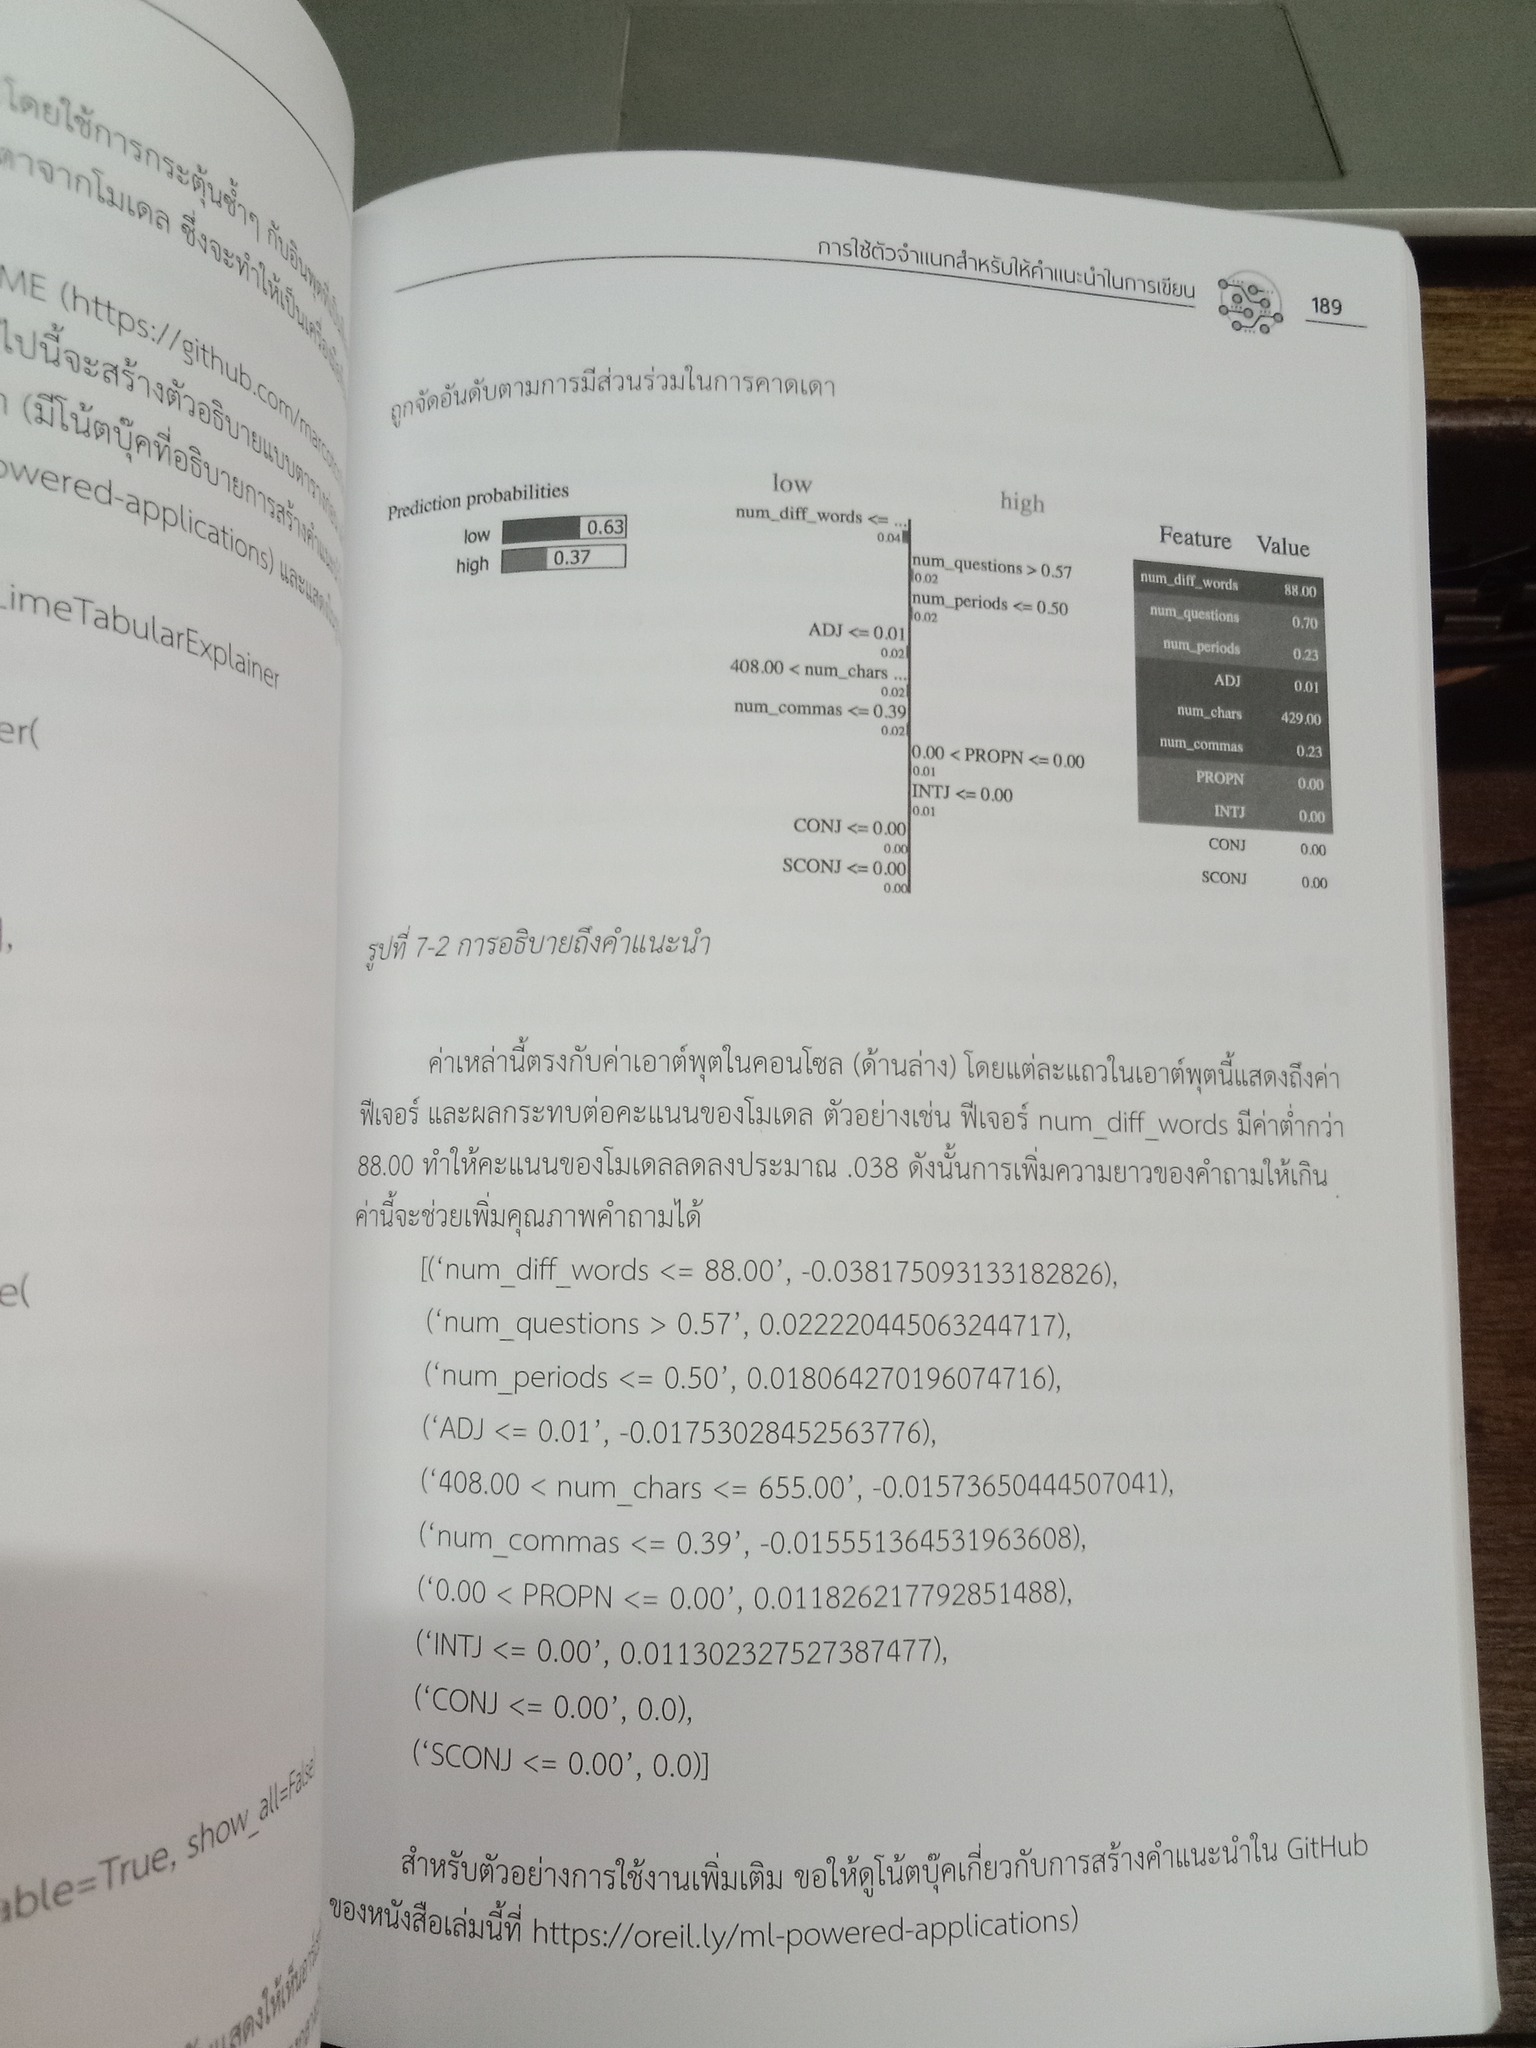 โดยใช้การกระตุ้นซ้ำๆ กับอินพุตที่
ดาจากโมเดล ซึ่งจะทำให้เป็นเครื่อง
ME (https://github.com/marco
ไปนี้จะสร้างตัวอธิบายแบบตาราง
(มีโน้ตบุ๊คที่อธิบายการสร้างคำแนะนำ
owered-applications) และแสดง
LimeTabularExplainer
er(
],
e(
able=True, show_all=False)
การใช้ตัวจำแนกสำหรับให้คำแนะนำในการเขียน 189
ถูกจัดอันดับตามการมีส่วนร่วมในการคาดเดา
Prediction probabilities
low 0.63
high 0.37
low high
num_diff_words <= ...
0.04
num_questions > 0.57
0.02
num_periods <= 0.50
0.02
ADJ <= 0.01
0.02
408.00 < num_chars ...
0.02
num_commas <= 0.39
0.02
0.00 < PROPN <= 0.00
0.01
INTJ <= 0.00
0.01
CONJ <= 0.00
0.00
SCONJ <= 0.00
0.00
Feature Value
num_diff_words 88.00
num_questions 0.70
num_periods 0.23
ADJ 0.01
num_chars 429.00
num_commas 0.23
PROPN 0.00
INTJ 0.00
CONJ 0.00
SCONJ 0.00
รูปที่ 7-2 การอธิบายถึงคำแนะนำ
ค่าเหล่านี้ตรงกับค่าเอาต์พุตในคอนโซล (ด้านล่าง) โดยแต่ละแถวในเอาต์พุตนี้แสดงถึงค่า
ฟีเจอร์ และผลกระทบต่อคะแนนของโมเดล ตัวอย่างเช่น ฟีเจอร์ num_diff_words มีค่าต่ำกว่า
88.00 ทำให้คะแนนของโมเดลลดลงประมาณ .038 ดังนั้นการเพิ่มความยาวของคำถามให้เกิน
ค่านี้จะช่วยเพิ่มคุณภาพคำถามได้
[(‘num_diff_words <= 88.00’, -0.038175093133182826),
(‘num_questions > 0.57’, 0.022220445063244717),
(‘num_periods <= 0.50’, 0.018064270196074716),
(‘ADJ <= 0.01’, -0.01753028452563776),
(‘408.00 < num_chars <= 655.00’, -0.01573650444507041),
(‘num_commas <= 0.39’, -0.015551364531963608),
(‘0.00 < PROPN <= 0.00’, 0.011826217792851488),
(‘INTJ <= 0.00’, 0.011302327527387477),
(‘CONJ <= 0.00’, 0.0),
(‘SCONJ <= 0.00’, 0.0)]
สำหรับตัวอย่างการใช้งานเพิ่มเติม ขอให้ดูโน้ตบุ๊คเกี่ยวกับการสร้างคำแนะนำใน GitHub
ของหนังสือเล่มนี้ที่ https://oreil.ly/ml-powered-applications)